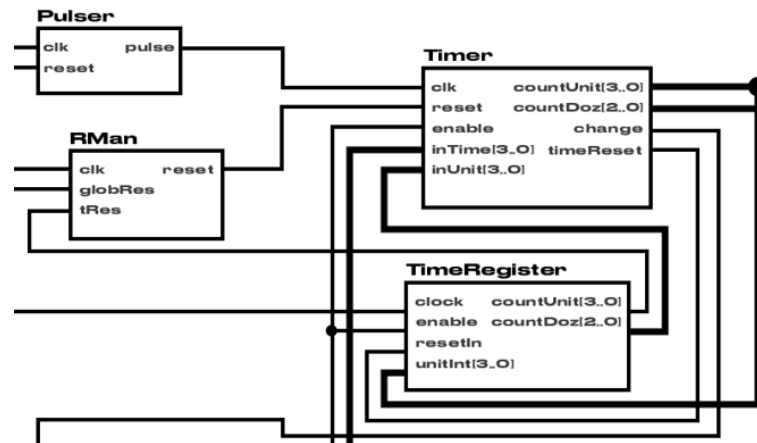 Pulser
clk pulse
reset
Timer
clk countUnit[3..0]
reset countDoz[2..0]
enable change
inTime[3..0] timeReset
inUnit[3..0]
RMan
clk reset
globRes
tRes
TimeRegister
clock countUnit[3..0]
enable countDoz[2..0]
resetIn
unitInt[3..0]